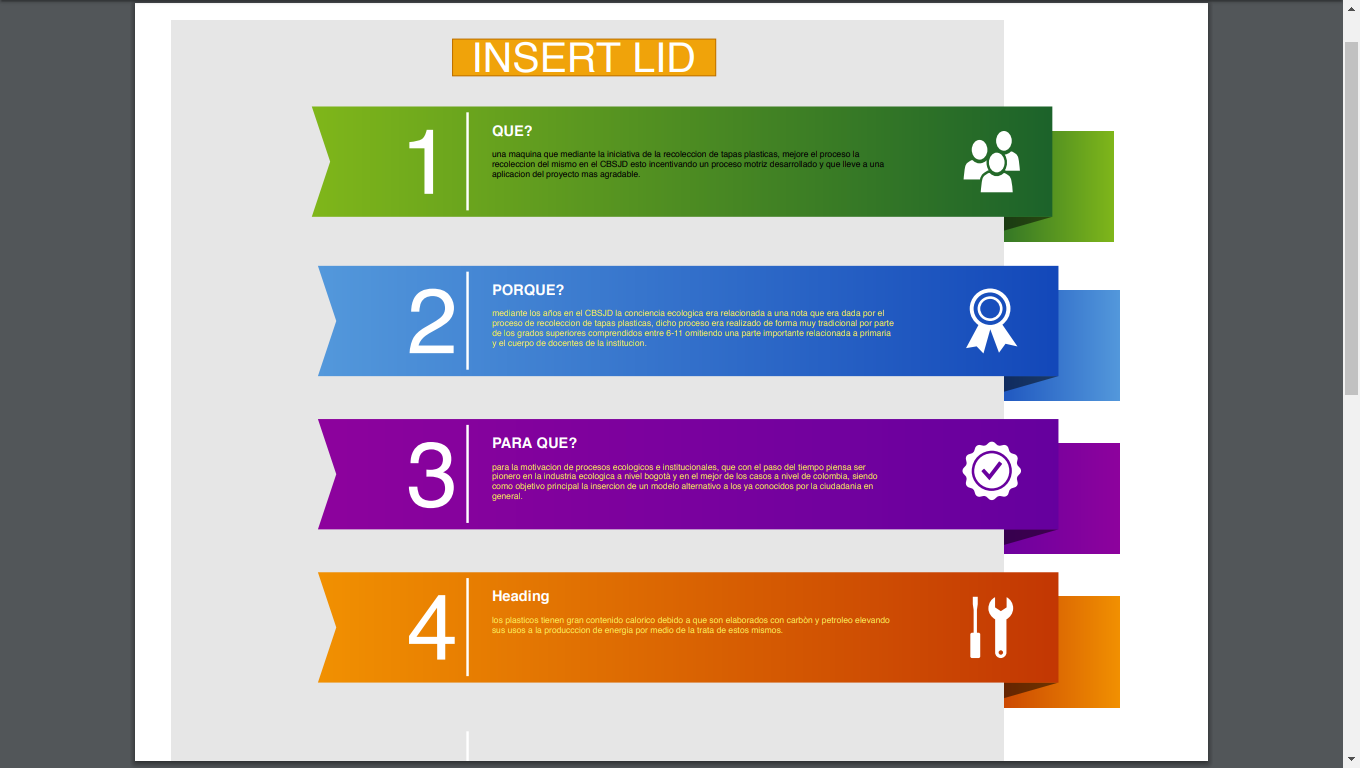 INSERT LID
1
QUE?
una maquina que mediante la iniciativa de la recoleccion de tapas plasticas, mejore el proceso la
recoleccion del mismo en el CBSJD esto incentivando un proceso motriz desarrollado y que lleve a una
aplicacion del proyecto mas agradable.
2
PORQUE?
mediante los años en el CBSJD la conciencia ecologica era relacionada a una nota que era dada por el
proceso de recoleccion de tapas plasticas, dicho proceso era realizado de forma muy tradicional por parte
de los grados superiores comprendidos entre 6-11 omitiendo una parte importante relacionada a primaria
y el cuerpo de docentes de la institucion.
3
PARA QUE?
para la motivacion de procesos ecologicos e institucionales, que con el paso del tiempo piensa ser
pionero en la industria ecologica a nivel bogotà y en el mejor de los casos a nivel de colombia, siendo
como objetivo principal la insercion de un modelo alternativo a los ya conocidos por la ciudadania en
general.
4
Heading
los plasticos tienen gran contenido calorico debido a que son elaborados con carbòn y petroleo elevando
sus usos a la producccion de energia por medio de la trata de estos mismos.